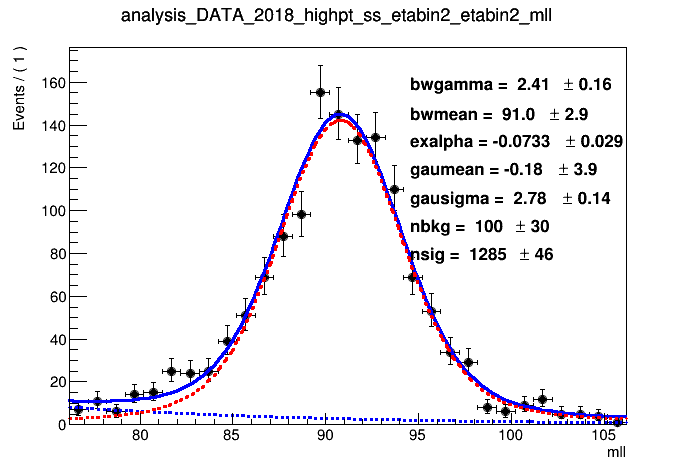 analysis_DATA_2018_highpt_ss_etabin2_etabin2_mll
Events / ( 1 )
160
140
120
100
80
60
40
20
0
bwgamma = 2.41 ± 0.16
bwmean = 91.0 ± 2.9
exalpha = -0.0733 ± 0.029
gaumean = -0.18 ± 3.9
gausigma = 2.78 ± 0.14
nbkg = 100 ± 30
nsig = 1285 ± 46
80 85 90 95 100 105
mll